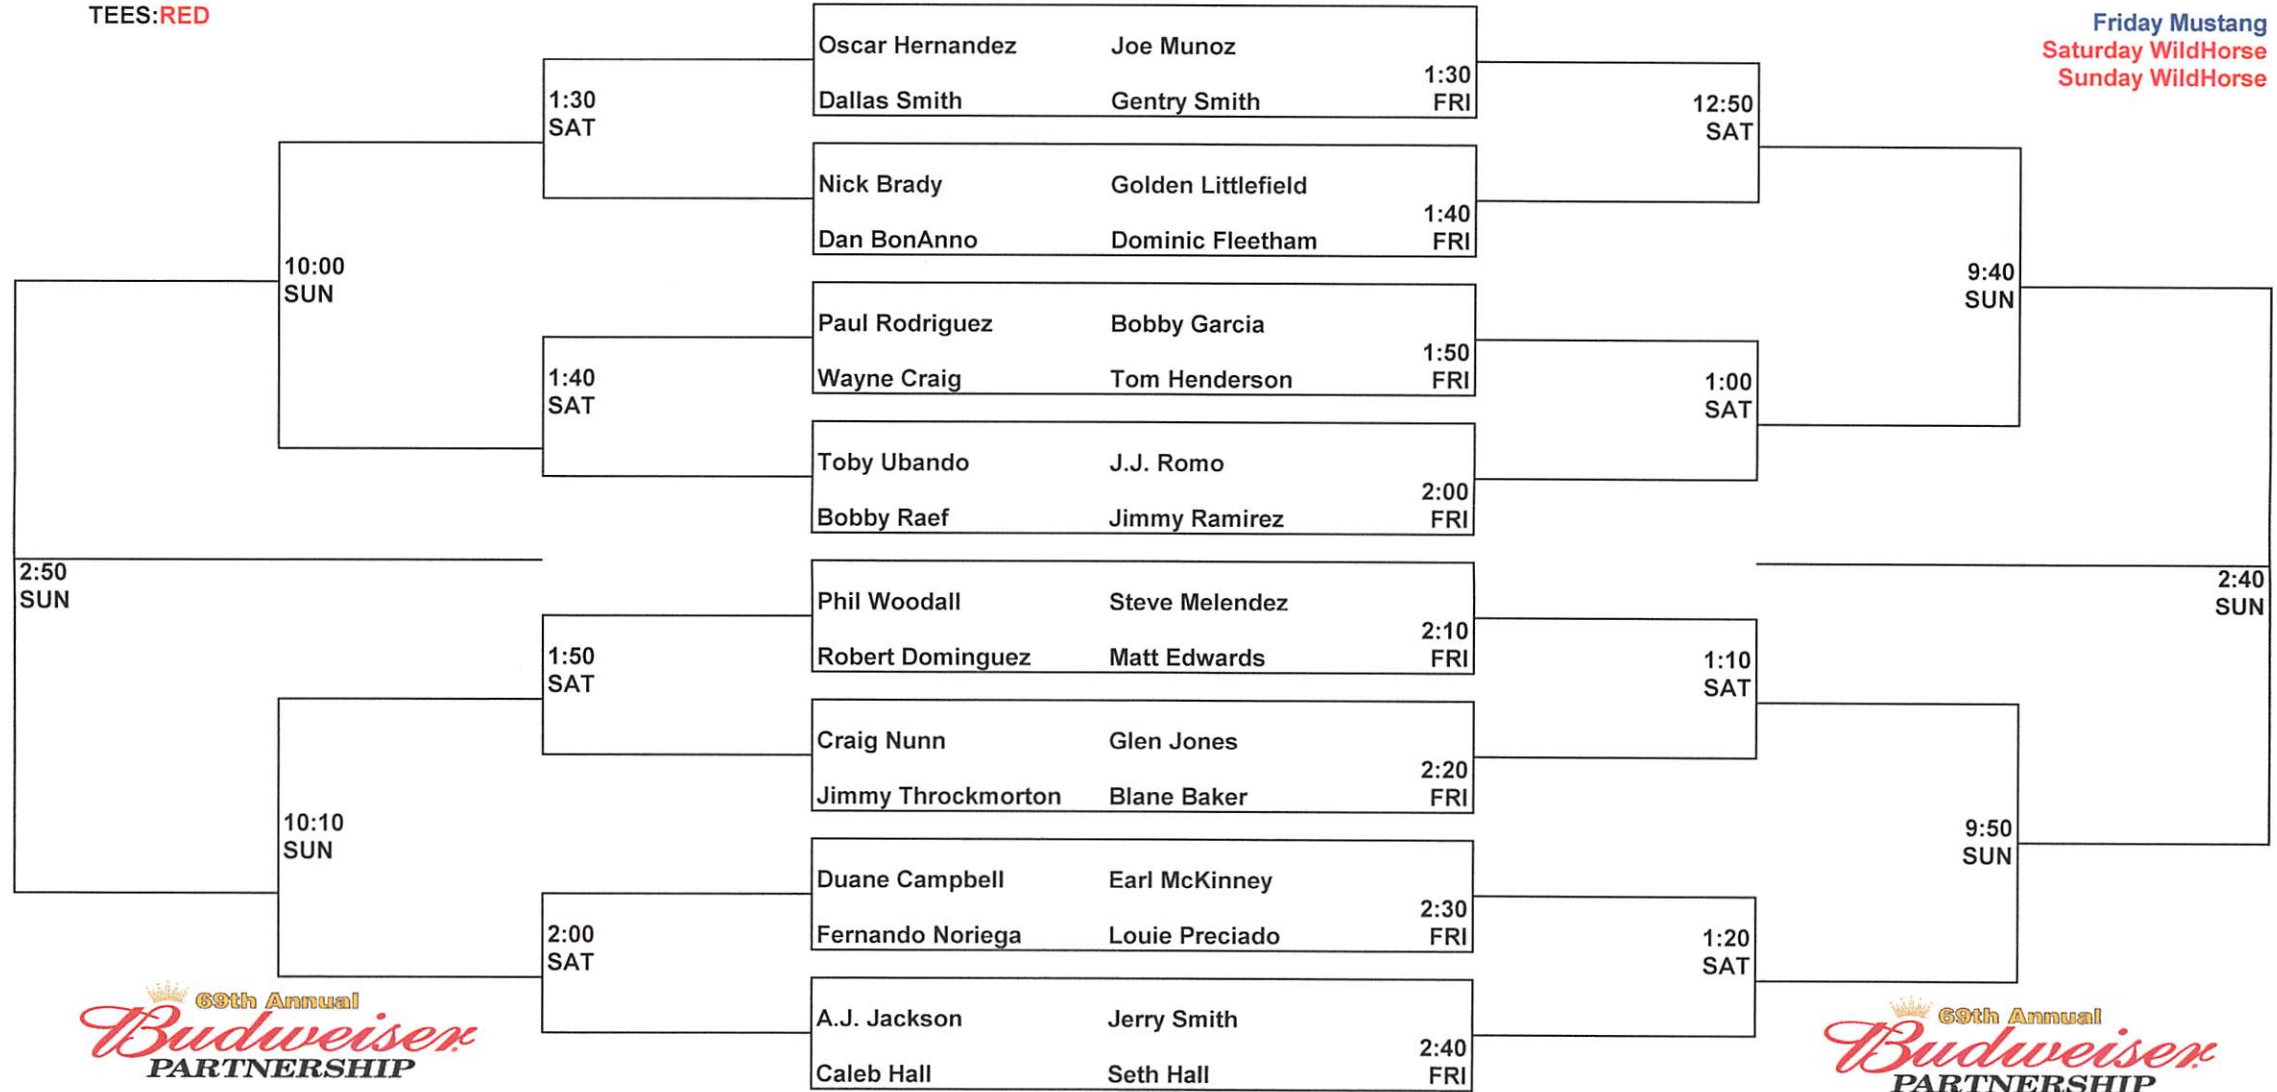 TEES:RED
Friday Mustang
Saturday WildHorse
Sunday WildHorse
Oscar Hernandez Joe Munoz
1:30
Dallas Smith Gentry Smith FRI
1:30
SAT
12:50
SAT
Nick Brady Golden Littlefield
1:40
Dan BonAnno Dominic Fleetham FRI
10:00
SUN
9:40
SUN
Paul Rodriguez Bobby Garcia
1:50
Wayne Craig Tom Henderson FRI
1:40
SAT
1:00
SAT
Toby Ubando J.J. Romo
2:00
Bobby Raef Jimmy Ramirez FRI
2:50
SUN
2:40
SUN
Phil Woodall Steve Melendez
2:10
Robert Dominguez Matt Edwards FRI
1:50
SAT
1:10
SAT
Craig Nunn Glen Jones
2:20
Jimmy Throckmorton Blane Baker FRI
10:10
SUN
9:50
SUN
Duane Campbell Earl McKinney
2:30
Fernando Noriega Louie Preciado FRI
2:00
SAT
1:20
SAT
A.J. Jackson Jerry Smith
2:40
Caleb Hall Seth Hall FRI
69th Annual
Budweiser
PARTNERSHIP
69th Annual
Budweiser
PARTNERSHIP